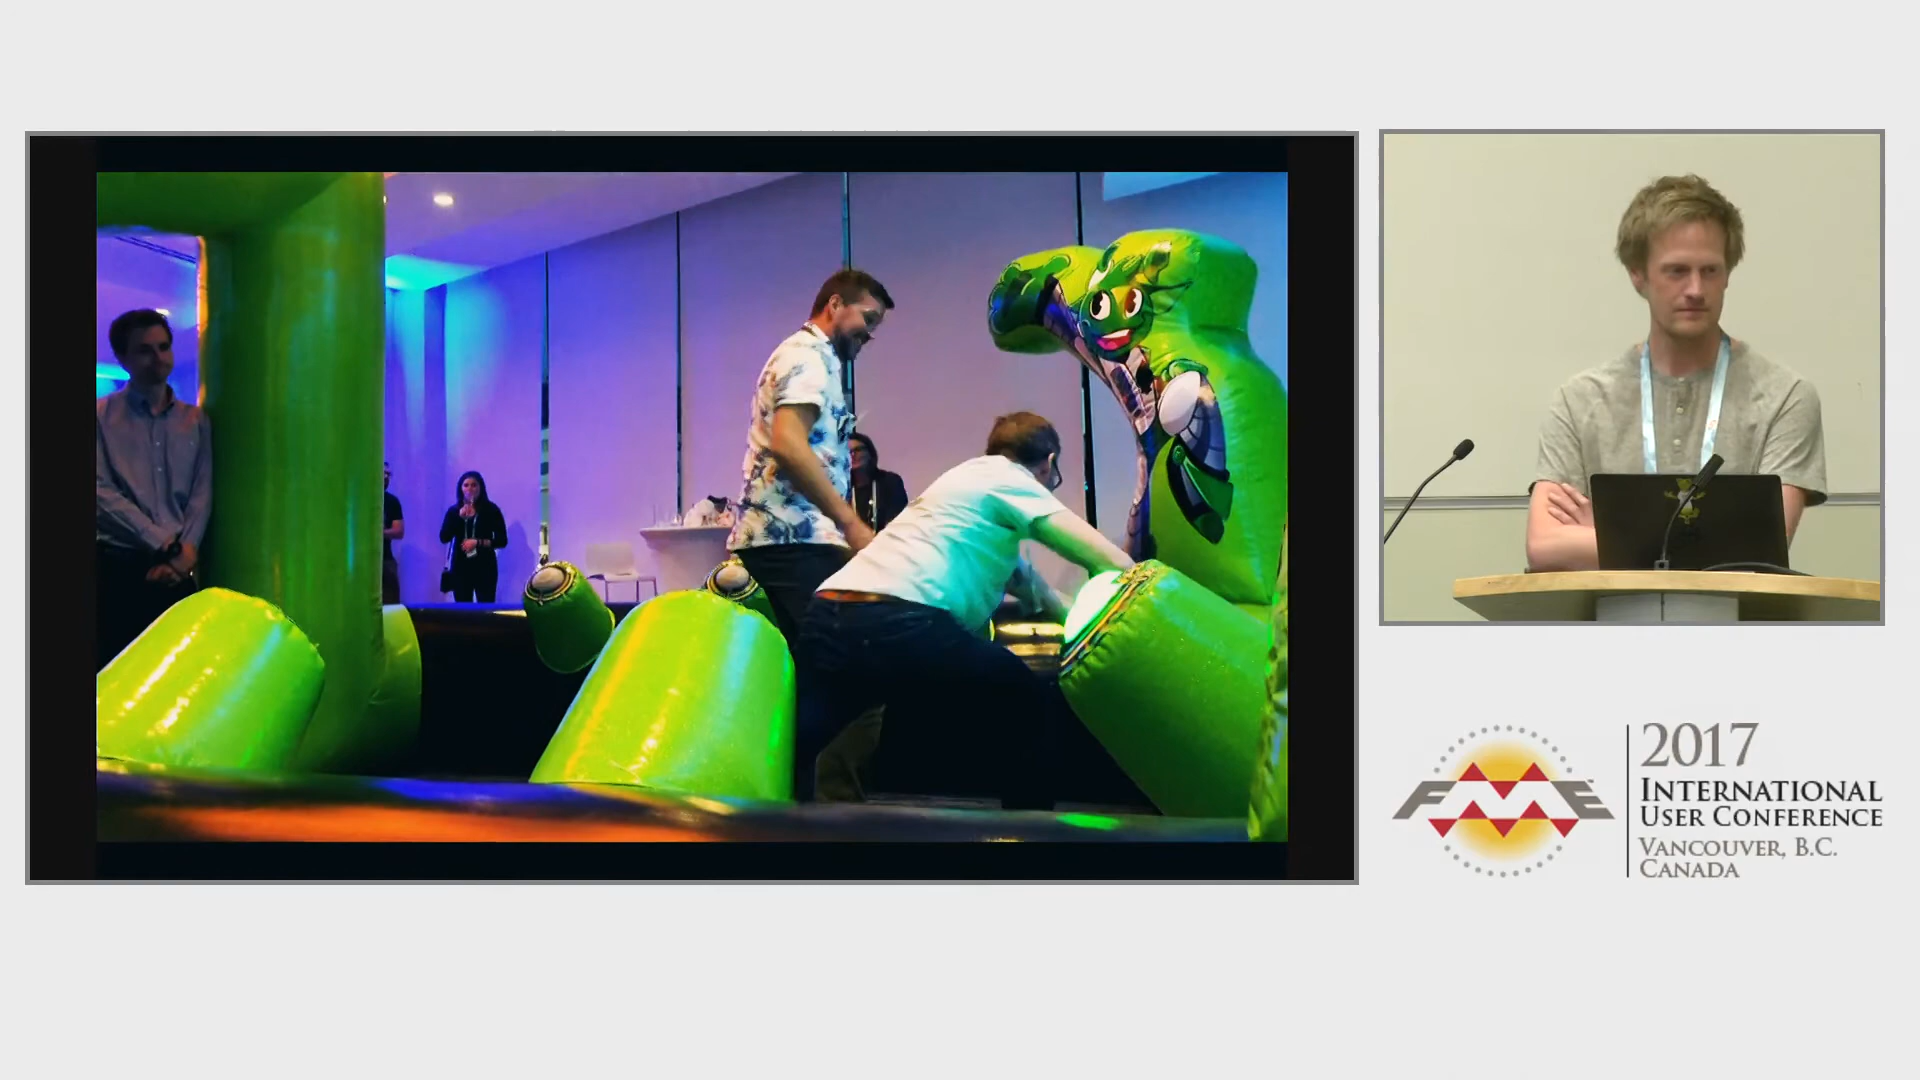 FME
2017
INTERNATIONAL
USER CONFERENCE
VANCOUVER, B.C.
CANADA